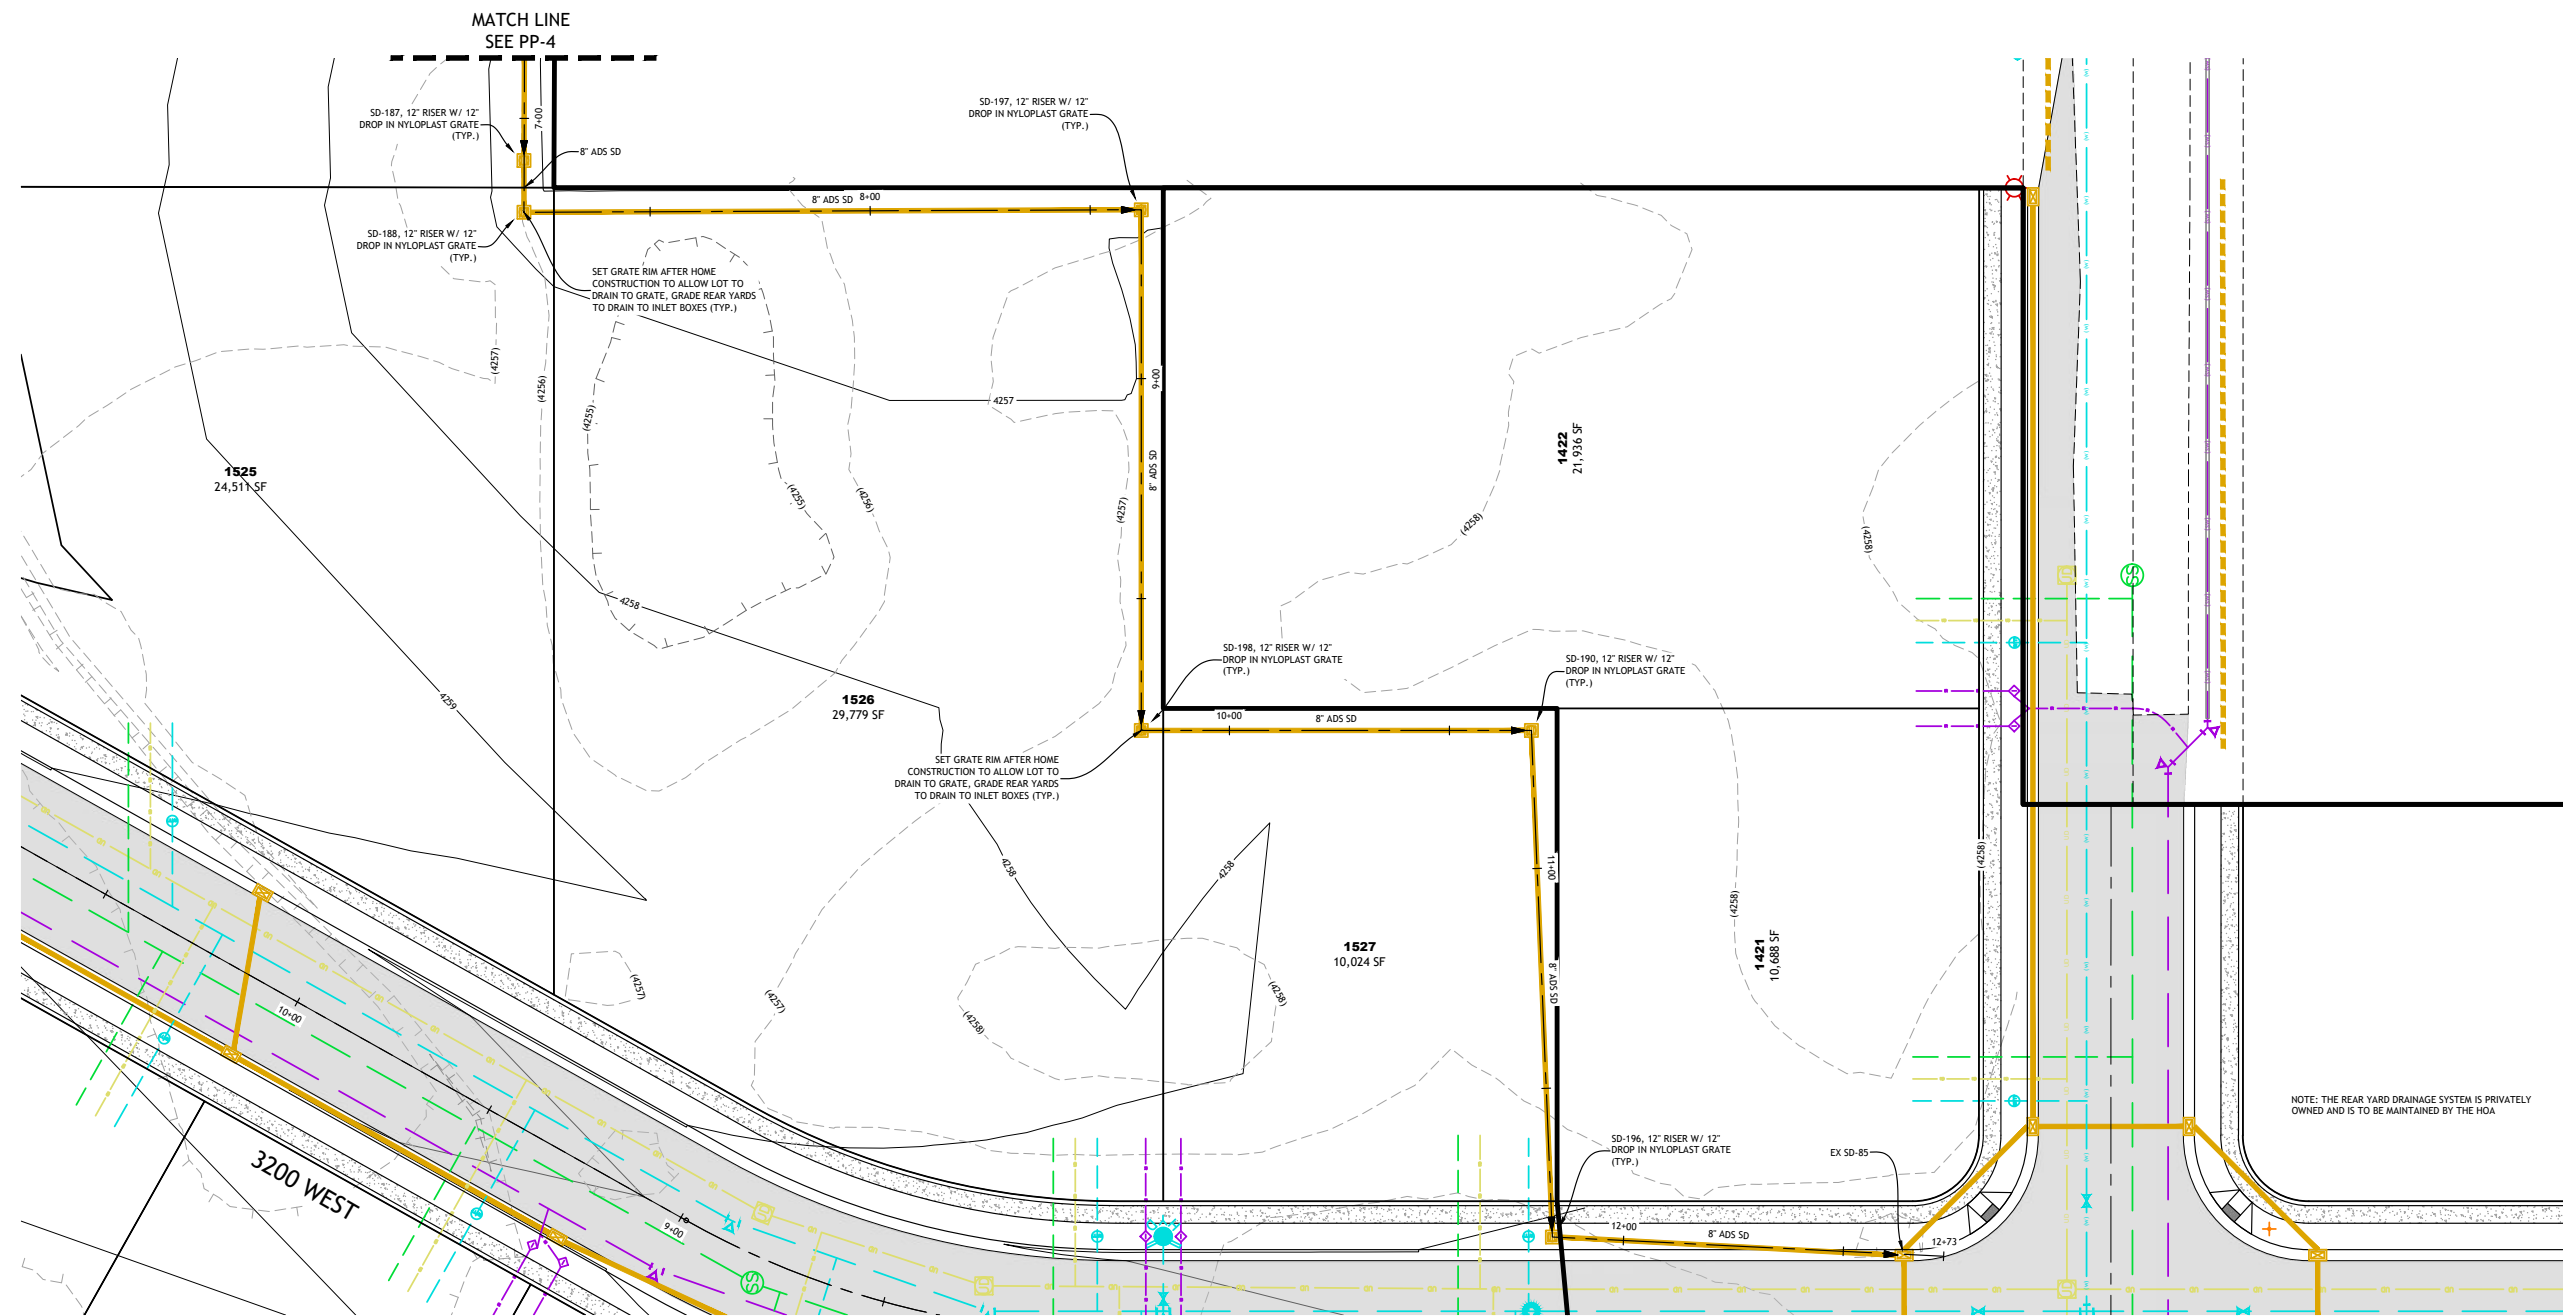 MATCH LINE
SEE PP-4
SD-187, 12" RISER W/ 12"
DROP IN NYLOPLAST GRATE
(TYP.)
7+00
8" ADS SD
SD-197, 12" RISER W/ 12"
DROP IN NYLOPLAST GRATE
(TYP.)
8" ADS SD
8+00
SD-188, 12" RISER W/ 12"
DROP IN NYLOPLAST GRATE
(TYP.)
SET GRATE RIM AFTER HOME
CONSTRUCTION TO ALLOW LOT TO
DRAIN TO GRATE, GRADE REAR YARDS
TO DRAIN TO INLET BOXES (TYP.)
(4257)
(4256)
(4255)
4257
9+00
8" ADS SD
1422
21,936 SF
1525
24,511 SF
(4255)
(4256)
(4257)
(4258)
(4258)
4258
SS
1526
29,779 SF
4259
SD-198, 12" RISER W/ 12"
DROP IN NYLOPLAST GRATE
(TYP.)
SD-190, 12" RISER W/ 12"
DROP IN NYLOPLAST GRATE
(TYP.)
10+00
8" ADS SD
SET GRATE RIM AFTER HOME
CONSTRUCTION TO ALLOW LOT TO
DRAIN TO GRATE, GRADE REAR YARDS
TO DRAIN TO INLET BOXES (TYP.)
4258
4258
11+00
(4258)
(4258)
1527
10,024 SF
1421
10,688 SF
8" ADS SD
(4257)
(4257)
(4258)
(4258)
10+00
NOTE: THE REAR YARD DRAINAGE SYSTEM IS PRIVATELY
OWNED AND IS TO BE MAINTAINED BY THE HOA
3200 WEST
SD-196, 12" RISER W/ 12"
DROP IN NYLOPLAST GRATE
(TYP.)
EX SD-85
9+00
12+00
8" ADS SD
12+73
SS